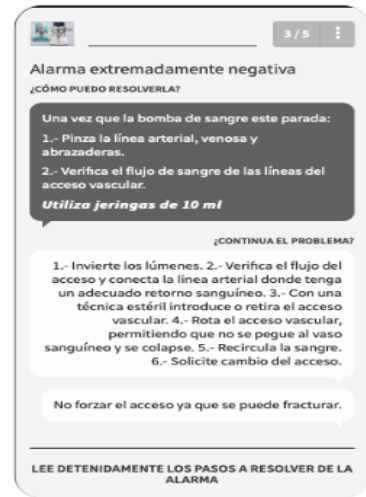 3 / 5
Alarma extremadamente negativa
¿CÓMO PUEDO RESOLVERLA?
Una vez que la bomba de sangre este parada:
1.- Pinza la línea arterial, venosa y
abrazaderas.
2.- Verifica el flujo de sangre de las líneas del
acceso vascular.
Utiliza jeringas de 10 ml
¿CONTINUA EL PROBLEMA?
1.- Invierte los lúmenes. 2.- Verifica el flujo del
acceso y conecta la linea arterial donde tenga
un adecuado retorno sanguíneo. 3.- Con una
técnica estéril introduce o retira el acceso
vascular. 4.- Rota el acceso vascular,
permitiendo que no se pegue al vaso
sanguíneo y se colapse. 5.- Recircula la sangre.
6.- Solicite cambio del acceso.
No forzar el acceso ya que se puede fracturar.
LEE DETENIDAMENTE LOS PASOS A RESOLVER DE LA
ALARMA